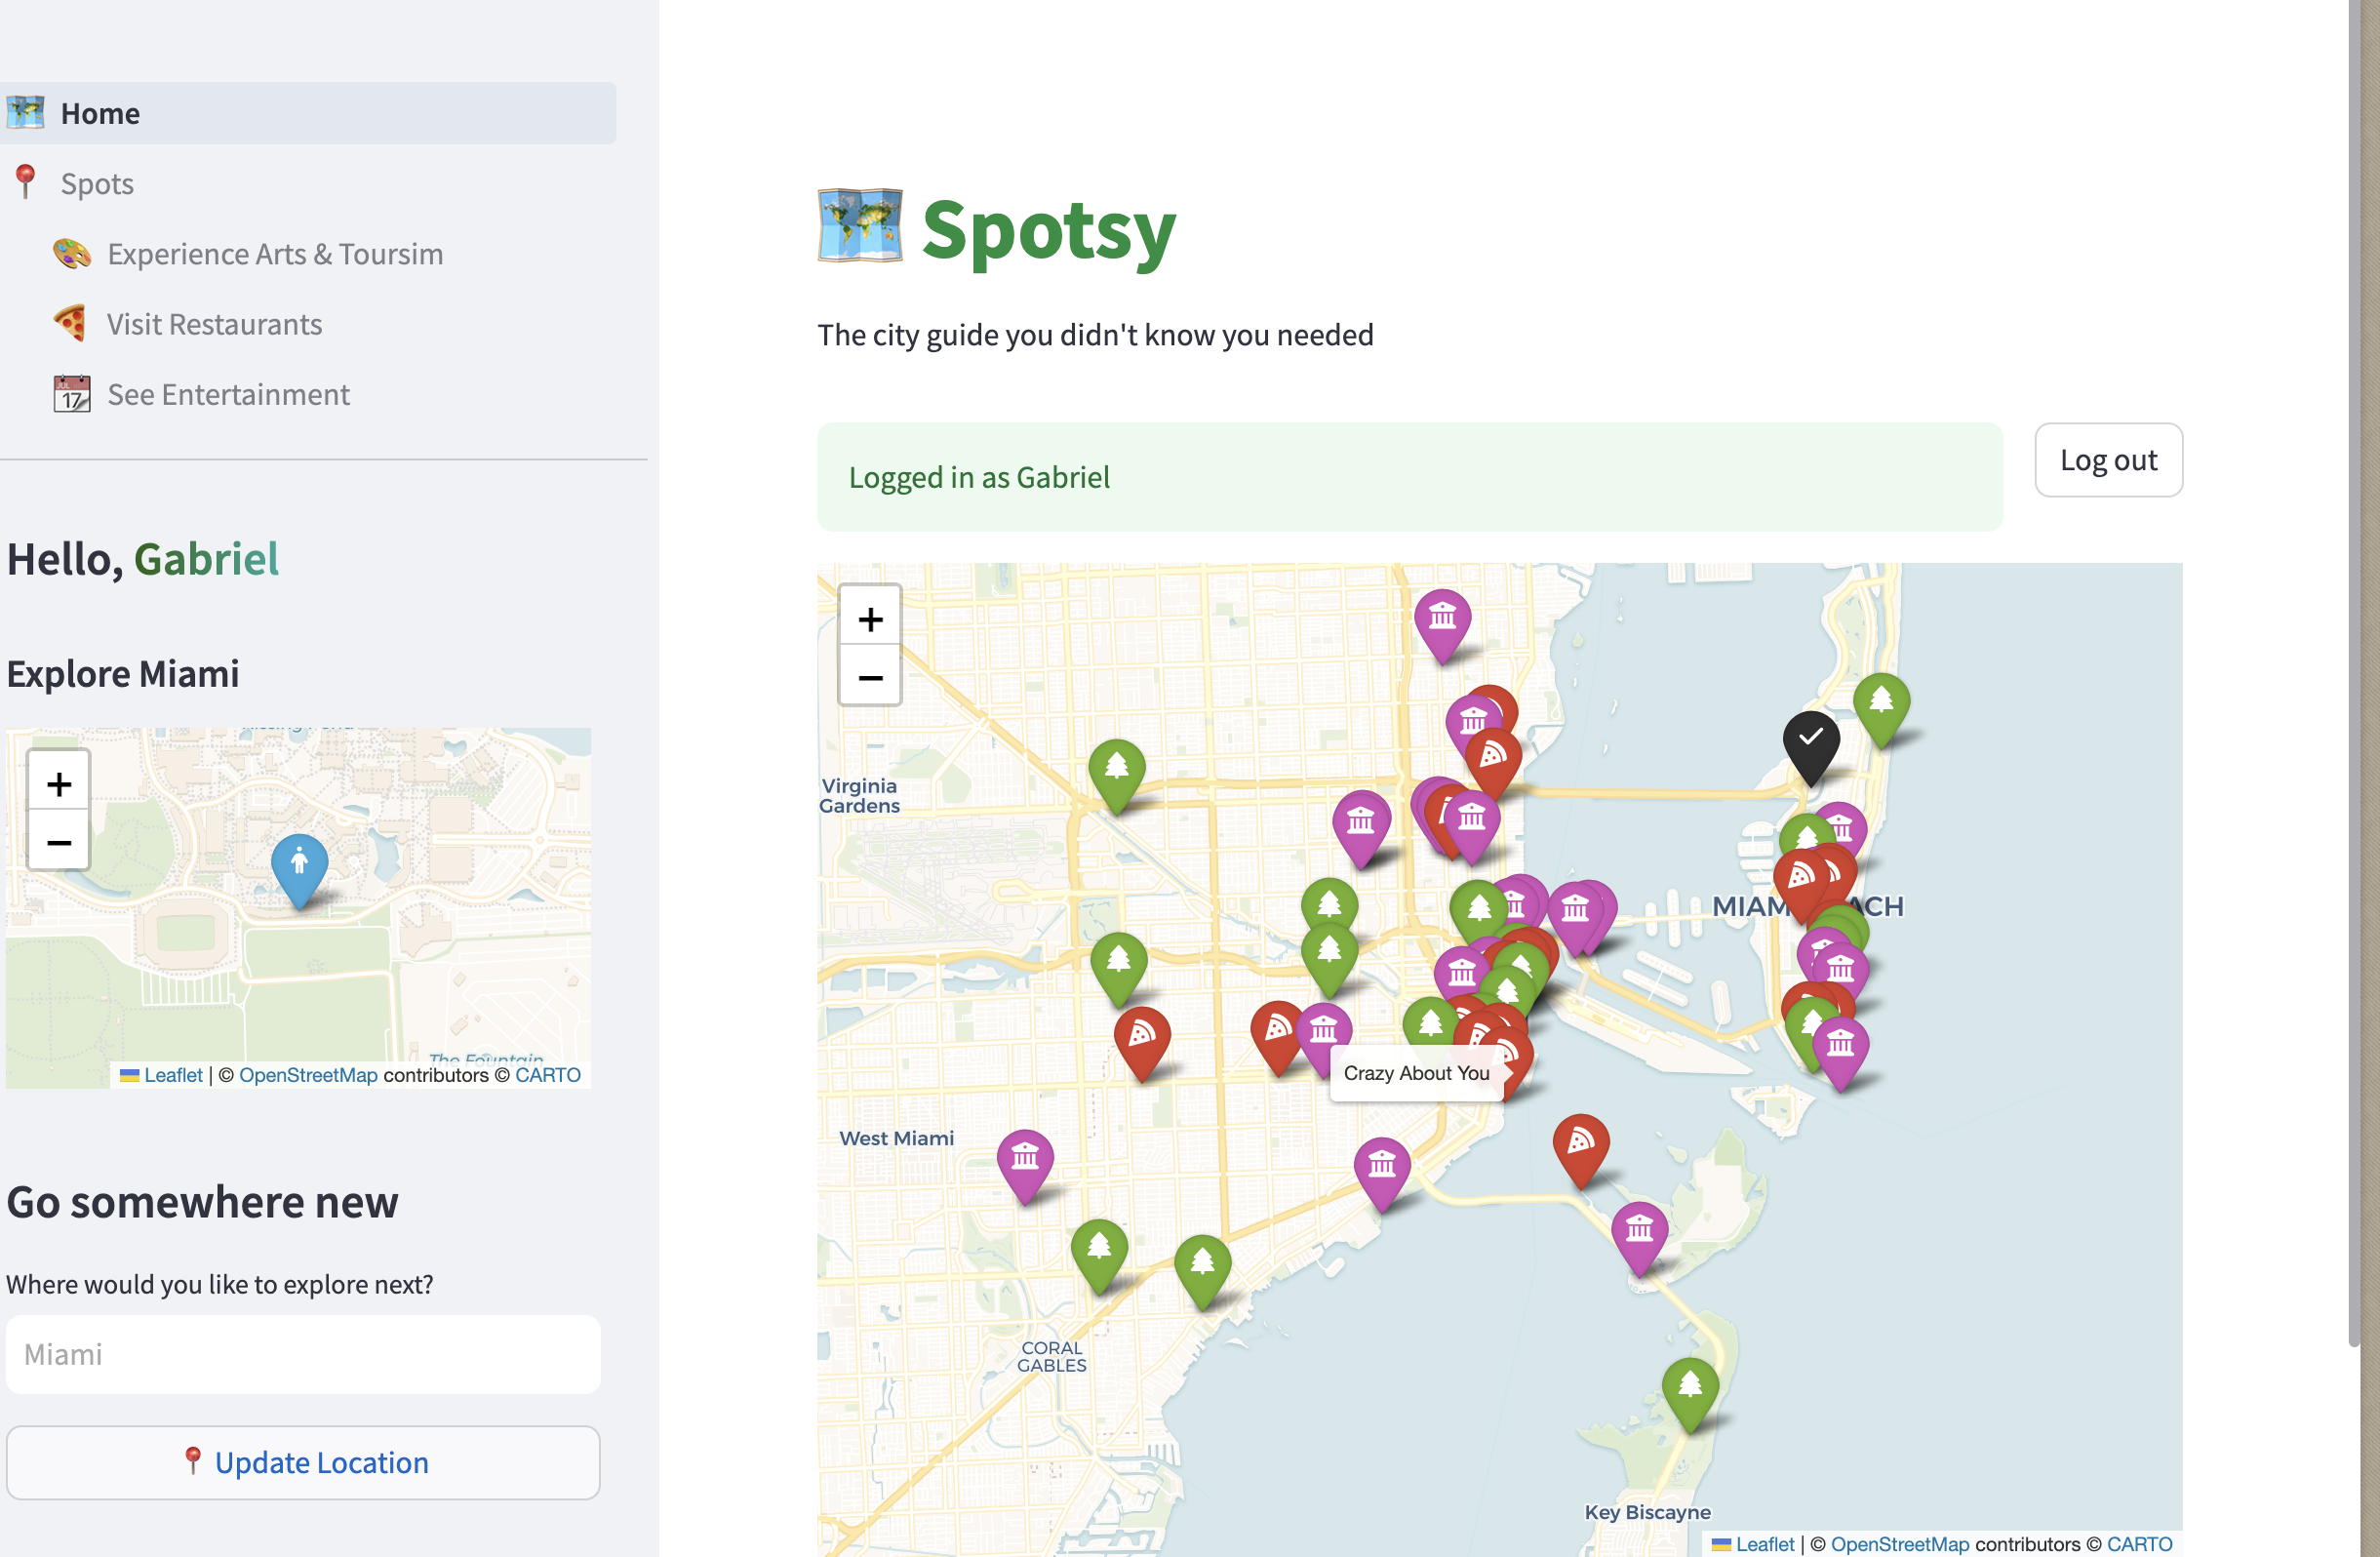 Home
Spots
Experience Arts & Toursim
Visit Restaurants
JUL
17
See Entertainment
Hello, Gabriel
Explore Miami
+
−
The Fountain
Leaflet | © OpenStreetMap contributors © CARTO
Go somewhere new
Where would you like to explore next?
Miami
Update Location
Spotsy
The city guide you didn't know you needed
Logged in as Gabriel
Log out
+
−
Virginia
Gardens
Crazy About You
West Miami
CORAL
GABLES
Key Biscayne
Leaflet | © OpenStreetMap contributors © CARTO